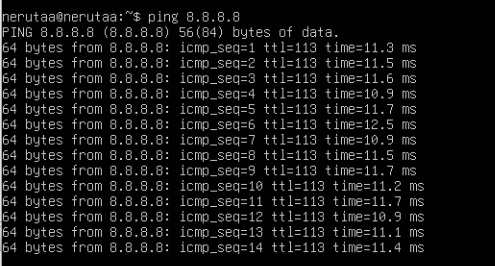 nerutaa@nerutaa:~$ ping 8.8.8.8
PING 8.8.8.8 (8.8.8.8) 56(84) bytes of data.
64 bytes from 8.8.8.8: icmp_seq=1 ttl=113 time=11.3 ms
64 bytes from 8.8.8.8: icmp_seq=2 ttl=113 time=11.5 ms
64 bytes from 8.8.8.8: icmp_seq=3 ttl=113 time=11.6 ms
64 bytes from 8.8.8.8: icmp_seq=4 ttl=113 time=10.9 ms
64 bytes from 8.8.8.8: icmp_seq=5 ttl=113 time=11.7 ms
64 bytes from 8.8.8.8: icmp_seq=6 ttl=113 time=12.5 ms
64 bytes from 8.8.8.8: icmp_seq=7 ttl=113 time=10.9 ms
64 bytes from 8.8.8.8: icmp_seq=8 ttl=113 time=11.5 ms
64 bytes from 8.8.8.8: icmp_seq=9 ttl=113 time=11.7 ms
64 bytes from 8.8.8.8: icmp_seq=10 ttl=113 time=11.2 ms
64 bytes from 8.8.8.8: icmp_seq=11 ttl=113 time=11.7 ms
64 bytes from 8.8.8.8: icmp_seq=12 ttl=113 time=10.9 ms
64 bytes from 8.8.8.8: icmp_seq=13 ttl=113 time=11.1 ms
64 bytes from 8.8.8.8: icmp_seq=14 ttl=113 time=11.4 ms